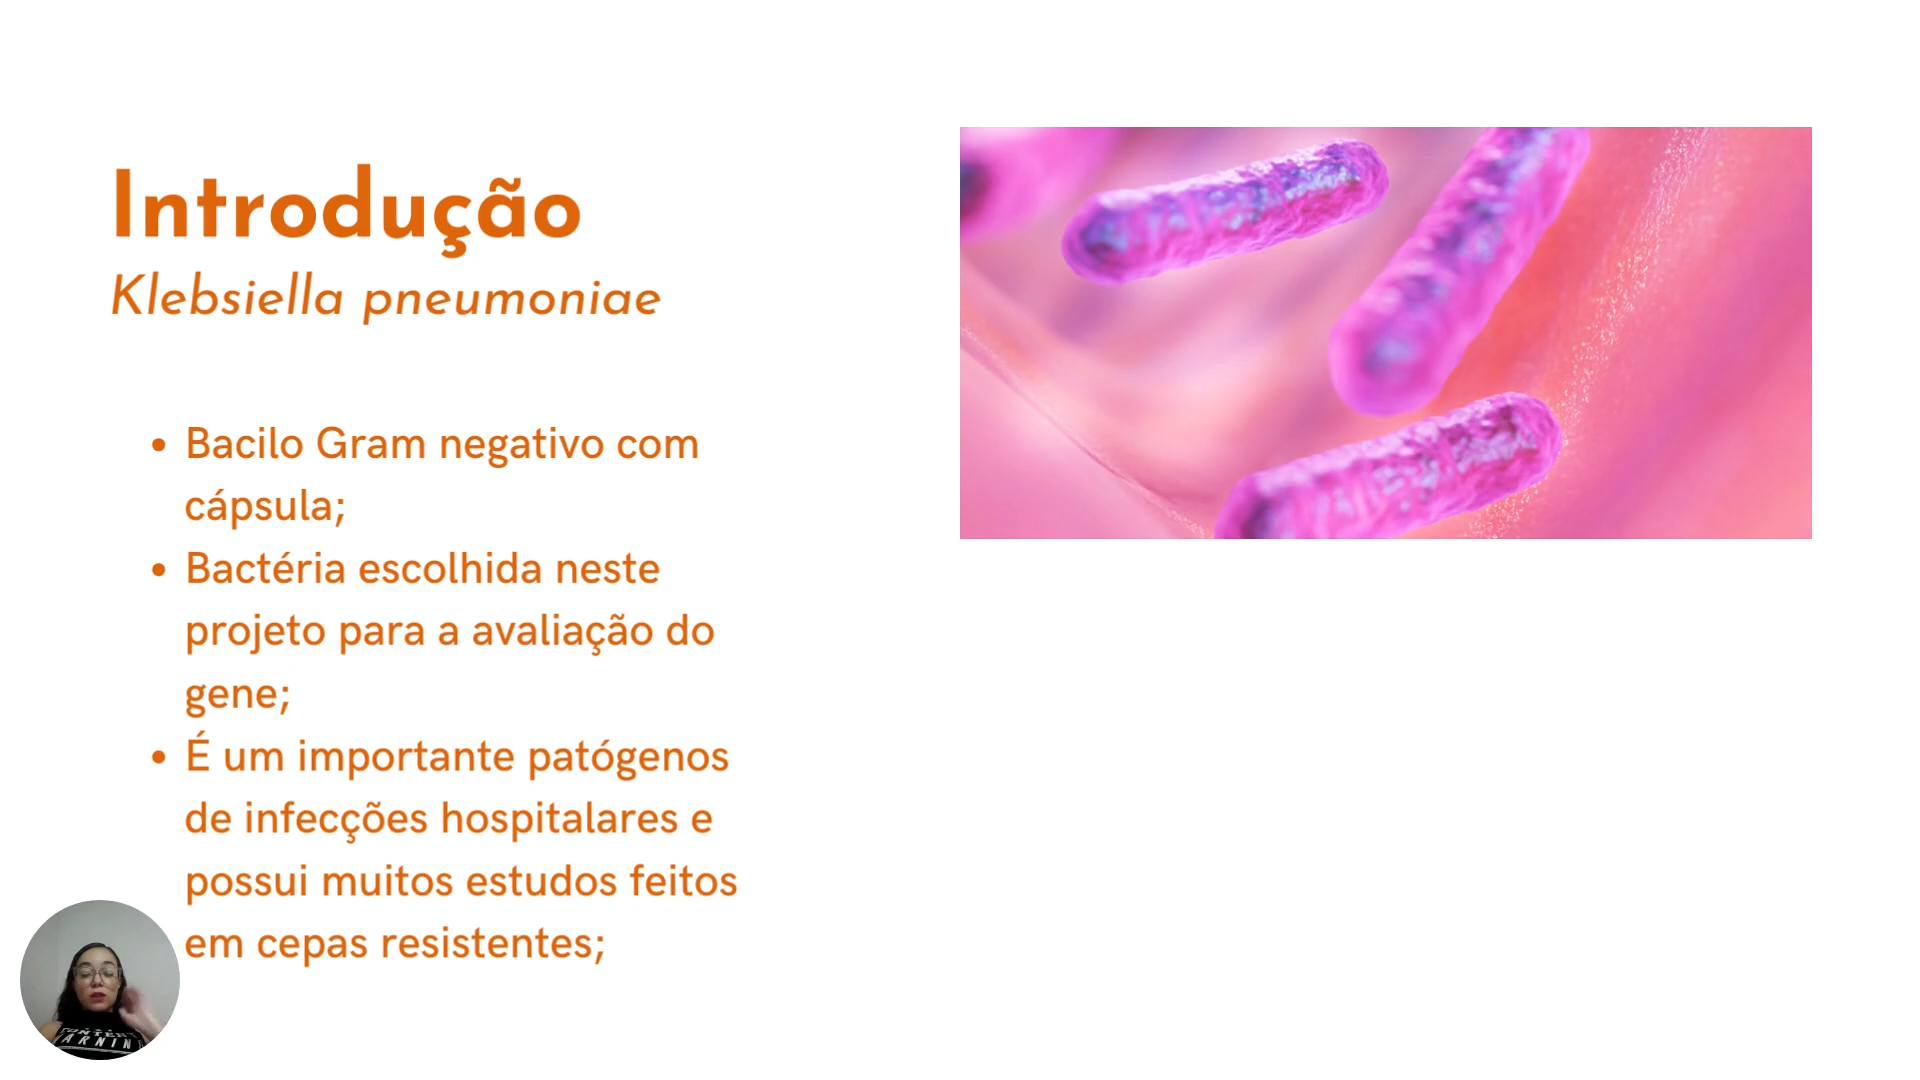 Introdução
Klebsiella pneumoniae
• Bacilo Gram negativo com
cápsula;
• Bactéria escolhida neste
projeto para a avaliação do
gene;
• É um importante patógenos
de infecções hospitalares e
possui muitos estudos feitos
em cepas resistentes;